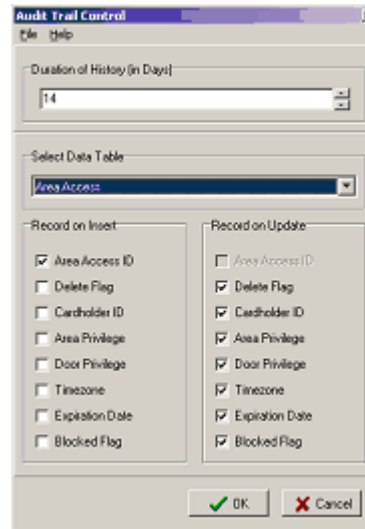 Audit Trail Control
File Help
Duration of History (in Days)
14
Select Data Table
Area Access
Record on Insert
Area Access ID
Delete Flag
Cardholder ID
Area Privilege
Door Privilege
Timezone
Expiration Date
Blocked Flag
Record on Update
Area Access ID
Delete Flag
Cardholder ID
Area Privilege
Door Privilege
Timezone
Expiration Date
Blocked Flag
OK Cancel